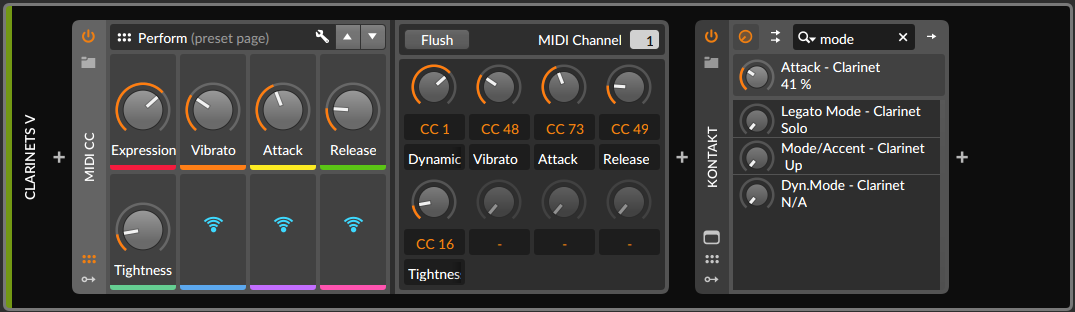 CLARINETS V
+
MIDI CC
Perform (preset page)
Expression Vibrato Attack Release
Tightness
Flush MIDI Channel 1
CC 1 CC 48 CC 73 CC 49
Dynamic Vibrato Attack Release
CC 16 - - -
Tightnes
+
KONTAKT
mode
Attack - Clarinet
41 %
Legato Mode - Clarinet
Solo
Mode/Accent - Clarinet
Up
Dyn.Mode - Clarinet
N/A
+